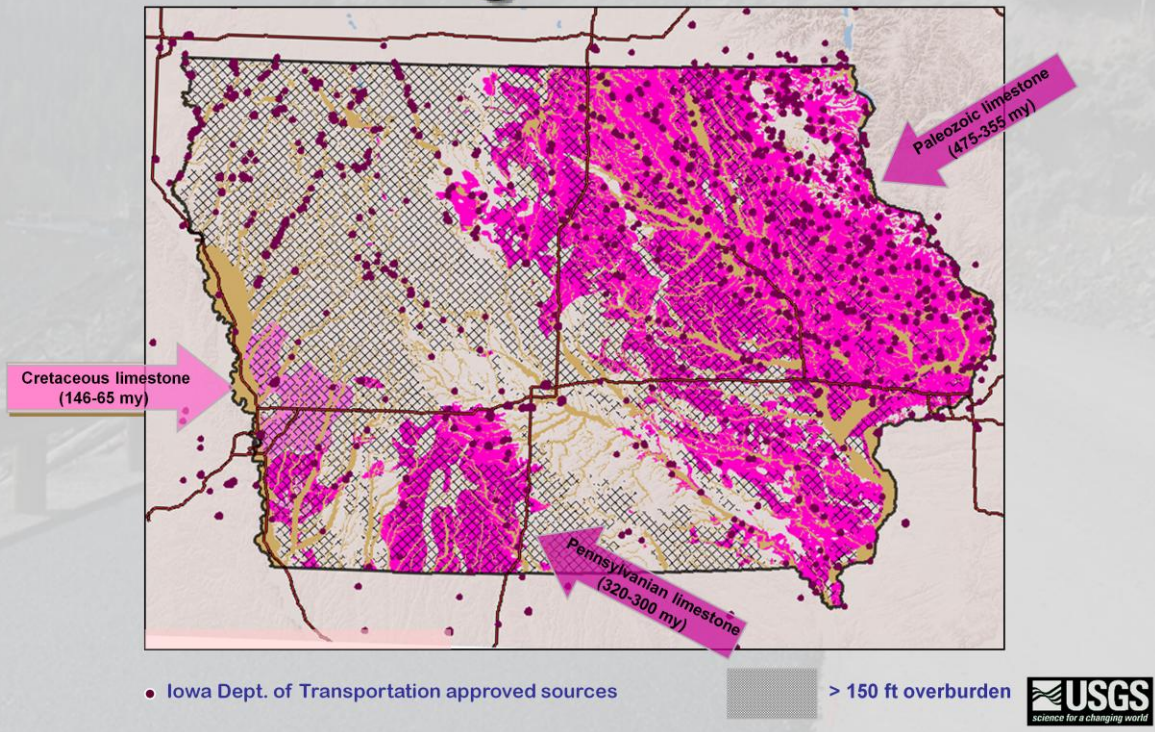 Paleozoic limestone
(475-355 my)
Cretaceous limestone
(146-65 my)
Pennsylvanian limestone
(320-300 my)
Iowa Dept. of Transportation approved sources
> 150 ft overburden
USGS
science for a changing world